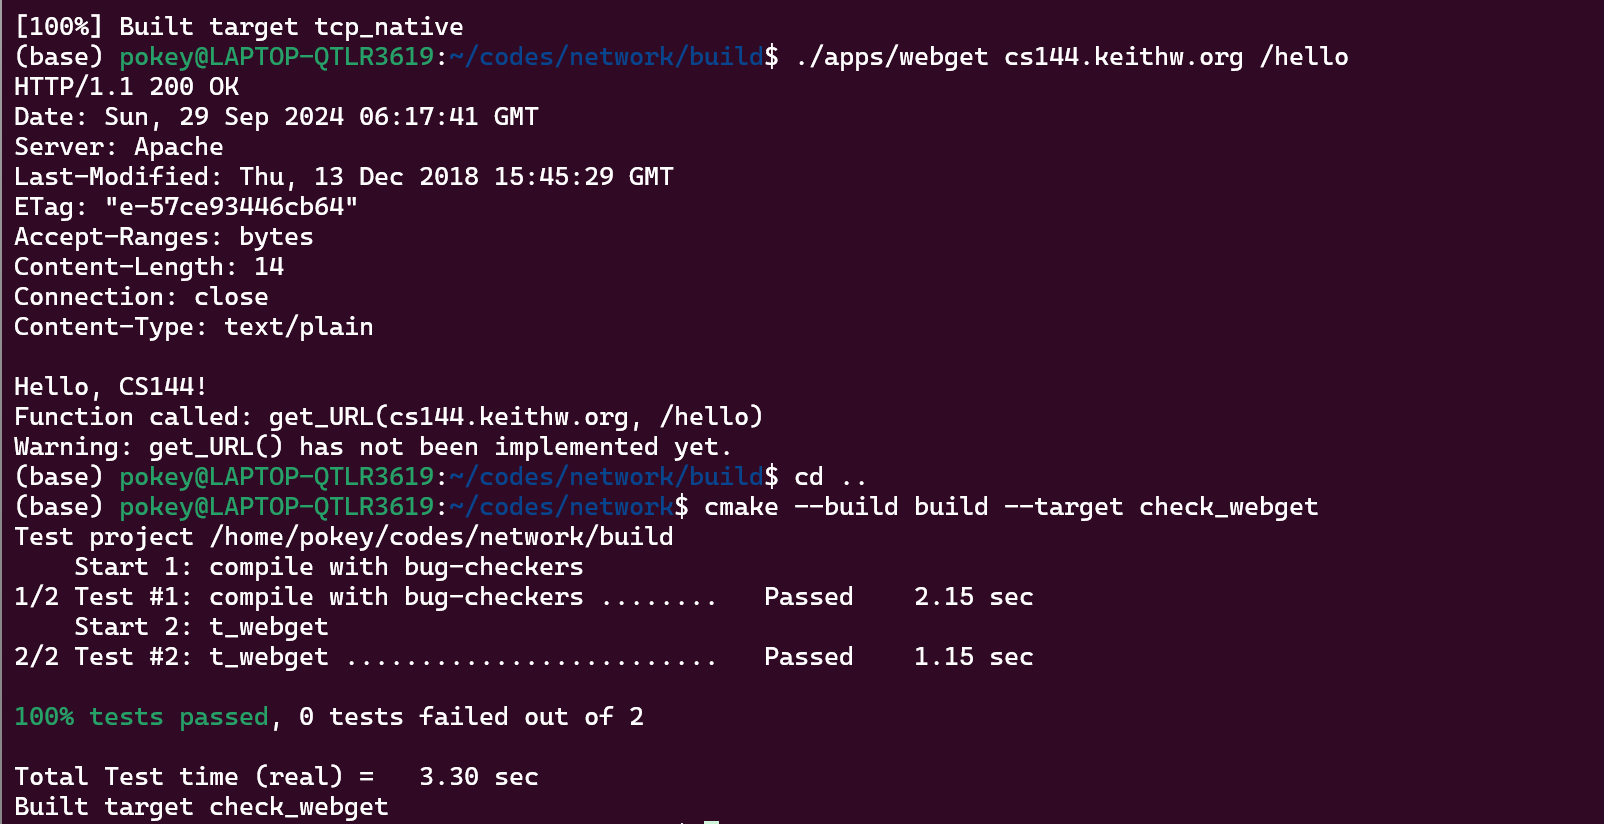 [100%] Built target tcp_native
(base) pokey@LAPTOP-QTLR3619:~/codes/network/build$ ./apps/webget cs144.keithw.org /hello
HTTP/1.1 200 OK
Date: Sun, 29 Sep 2024 06:17:41 GMT
Server: Apache
Last-Modified: Thu, 13 Dec 2018 15:45:29 GMT
ETag: "e-57ce93446cb64"
Accept-Ranges: bytes
Content-Length: 14
Connection: close
Content-Type: text/plain

Hello, CS144!
Function called: get_URL(cs144.keithw.org, /hello)
Warning: get_URL() has not been implemented yet.
(base) pokey@LAPTOP-QTLR3619:~/codes/network/build$ cd ..
(base) pokey@LAPTOP-QTLR3619:~/codes/network$ cmake --build build --target check_webget
Test project /home/pokey/codes/network/build
    Start 1: compile with bug-checkers
1/2 Test #1: compile with bug-checkers ........   Passed    2.15 sec
    Start 2: t_webget
2/2 Test #2: t_webget .........................   Passed    1.15 sec

100% tests passed, 0 tests failed out of 2

Total Test time (real) =   3.30 sec
Built target check_webget